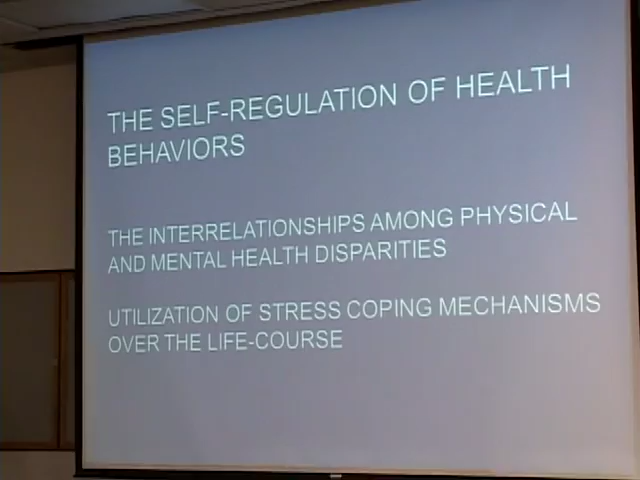 THE SELF-REGULATION OF HEALTH
BEHAVIORS
THE INTERRELATIONSHIPS AMONG PHYSICAL
AND MENTAL HEALTH DISPARITIES
UTILIZATION OF STRESS COPING MECHANISMS
OVER THE LIFE-COURSE